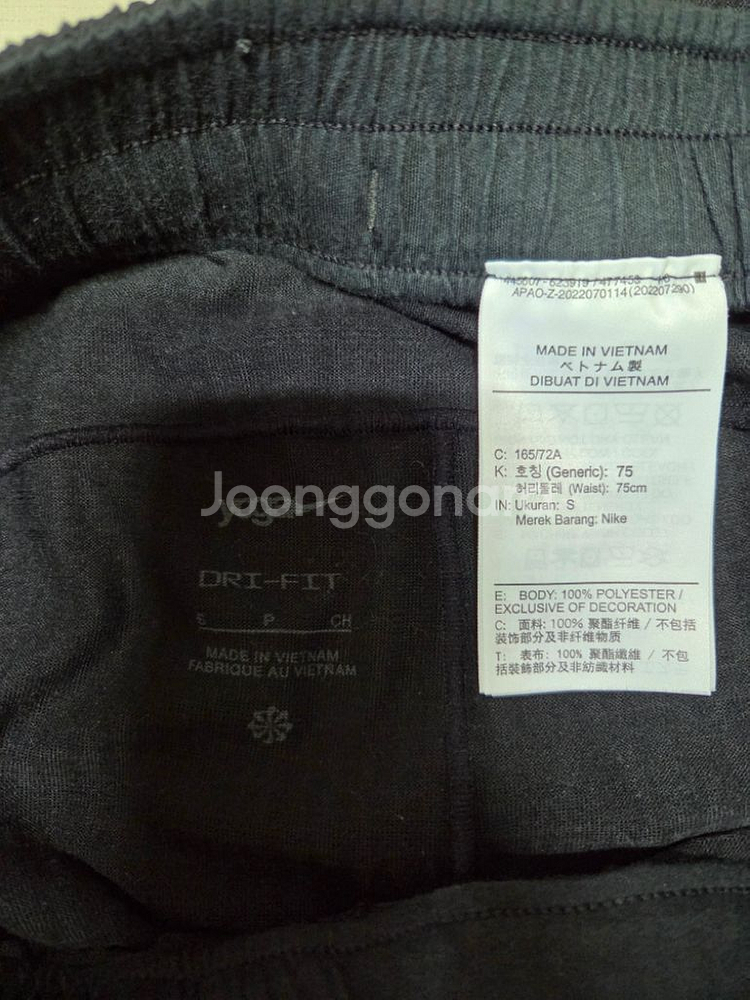 APAO-Z-2022070114(202207290)
MADE IN VIETNAM
ベトナム製
DIBUAT DI VIETNAM
C: 165/72A
K: 호칭 (Generic): 75
허리둘레 (Waist): 75cm
IN: Ukuran: S
Merek Barang: Nike
E: BODY: 100% POLYESTER /
EXCLUSIVE OF DECORATION
C: 面料: 100% 聚酯纤维 / 不包括
装饰部分及非纤维物质
T: 表布: 100% 聚酯纖維 / 不包
括裝飾部分及非紡織材料
Joonggonara
DRI-FIT
S P CH
MADE IN VIETNAM
FABRIQUE AU VIETNAM